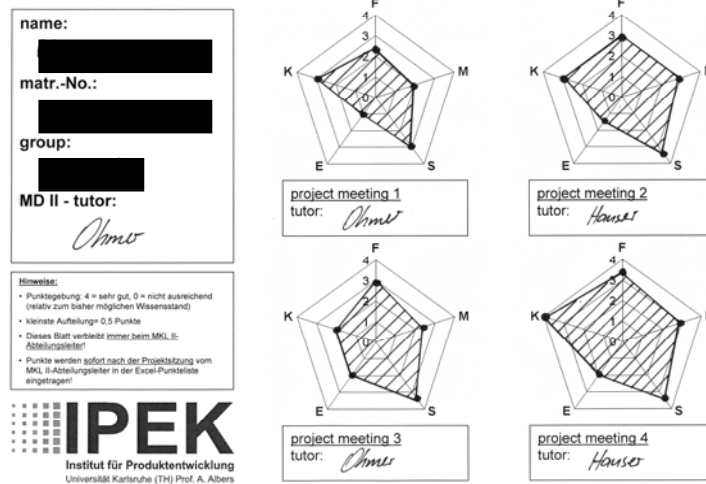 name:
matr.-No.:
group:
MD II - tutor:
Ohmer
Hinweise:
• Punktegebung: 4 = sehr gut, 0 = nicht ausreichend
(relativ zum bisher möglichen Wissensstand)
• kleinste Aufteilung= 0,5 Punkte
• Dieses Blatt verbleibt immer beim MKL II-
Abteilungsleiter!
• Punkte werden sofort nach der Projektsitzung vom
MKL II-Abteilungsleiter in der Excel-Punkteliste
eingetragen!
IPEK
Institut für Produktentwicklung
Universität Karlsruhe (TH) Prof. A. Albers
F
4
3
2
1
0
K
M
E
S
project meeting 1
tutor: Ohmer
F
4
3
2
1
0
K
M
E
S
project meeting 2
tutor: Hauser
F
4
3
2
1
0
K
M
E
S
project meeting 3
tutor: Ohmer
F
4
3
2
1
0
K
E
S
project meeting 4
tutor: Hauser